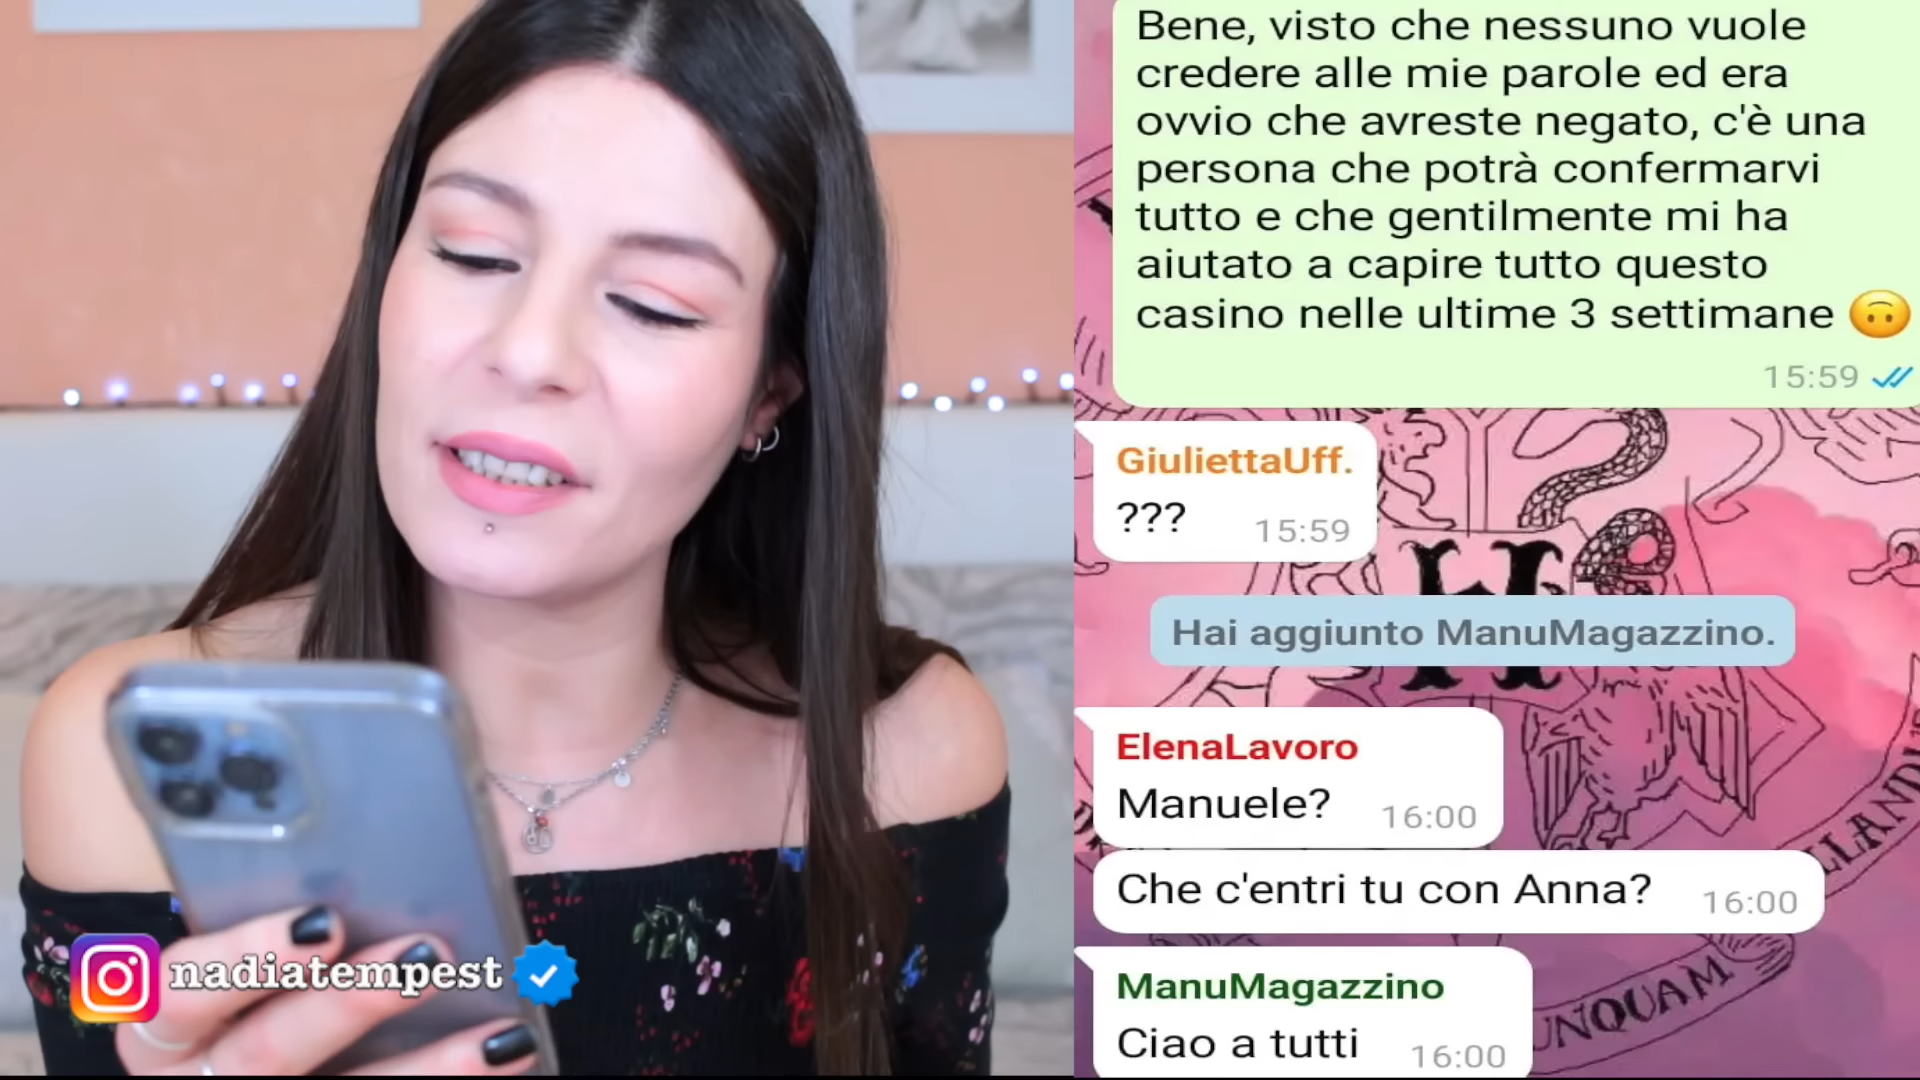 Bene, visto che nessuno vuole
credere alle mie parole ed era
ovvio che avreste negato, c'è una
persona che potrà confermarvi
tutto e che gentilmente mi ha
aiutato a capire tutto questo
casino nelle ultime 3 settimane 🙃
15:59
GiuliettaUff.
??? 15:59
Hai aggiunto ManuMagazzino.
ElenaLavoro
Manuele? 16:00
Che c'entri tu con Anna? 16:00
ManuMagazzino
Ciao a tutti 16:00
nadiatempest
H
UNQUAM